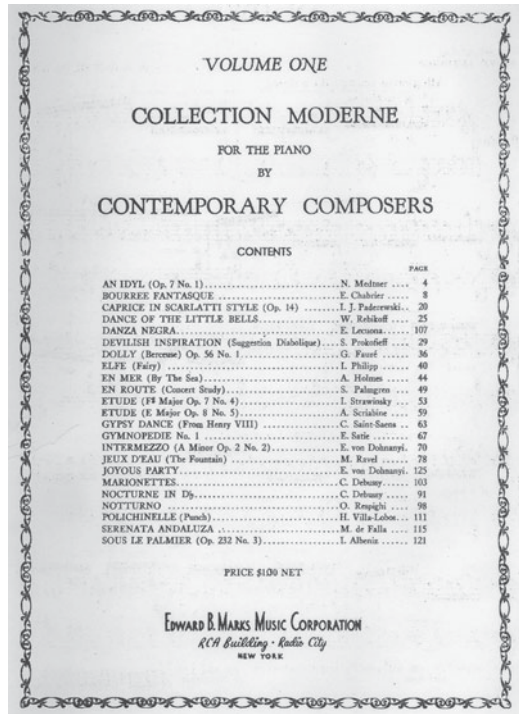 VOLUME ONE
COLLECTION MODERNE
FOR THE PIANO
BY
CONTEMPORARY COMPOSERS
CONTENTS
PAGE
AN IDYL (Op. 7 No. 1) N. Medtner 4
BOURREE FANTASQUE E. Chabrier 8
CAPRICE IN SCARLATTI STYLE (Op. 14) I. J. Paderewski 20
DANCE OF THE LITTLE BELLS W. Rebikoff 25
DANZA NEGRA E. Lecuona 107
DEVILISH INSPIRATION (Suggestion Diabolique) S. Prokofieff 29
DOLLY (Berceuse) Op. 56 No. 1 G. Fauré 36
ELFE (Fairy) I. Philipp 40
EN MER (By The Sea) A. Holmes 44
EN ROUTE (Concert Study) S. Palmgren 49
ETUDE (F♯ Major Op. 7 No. 4) I. Strawinsky 53
ETUDE (E Major Op. 8 No. 5) A. Scriabine 59
GYPSY DANCE (From Henry VIII) C. Saint-Saens 63
GYMNOPEDIE No. 1 E. Satie 67
INTERMEZZO (A Minor Op. 2 No. 2) E. von Dohnanyi 70
JEUX D'EAU (The Fountain) M. Ravel 78
JOYOUS PARTY E. von Dohnanyi 125
MARIONETTES C. Debussy 103
NOCTURNE IN D♭ C. Debussy 91
NOTTURNO O. Respighi 98
POLICHINELLE (Punch) H. Villa-Lobos 111
SERENATA ANDALUZA M. de Falla 115
SOUS LE PALMIER (Op. 232 No. 3) I. Albeniz 121
PRICE $1.00 NET
EDWARD B. MARKS MUSIC CORPORATION
RCA Building • Radio City
NEW YORK